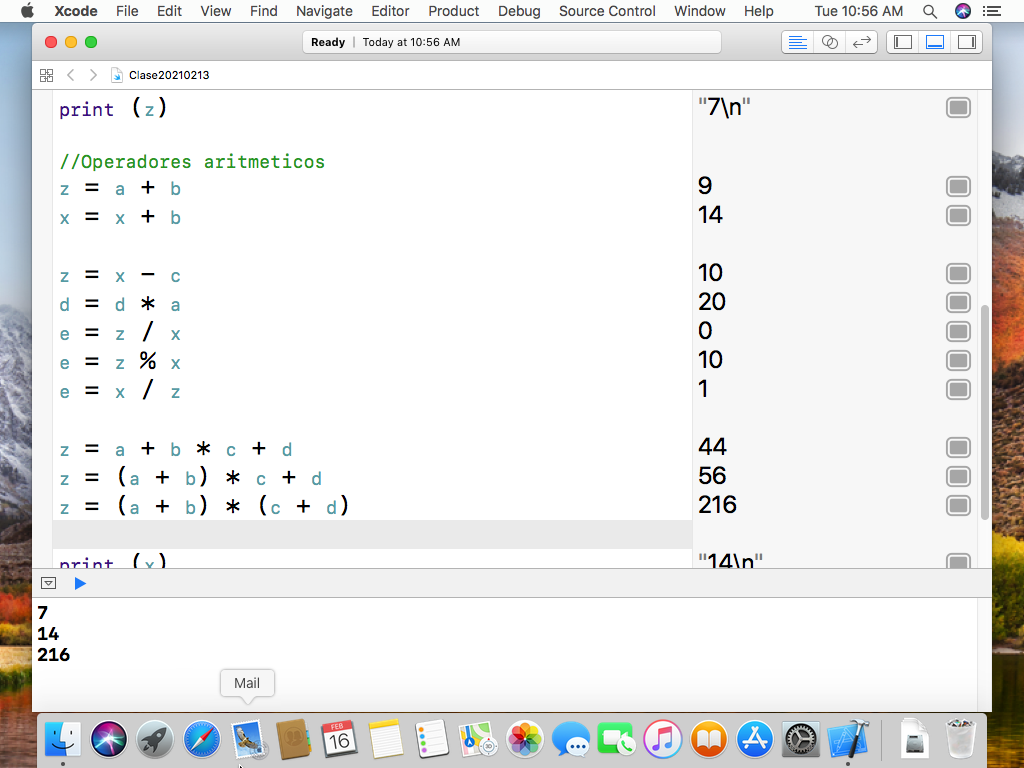 Xcode File Edit View Find Navigate Editor Product Debug Source Control Window Help Tue 10:56 AM
Ready | Today at 10:56 AM
Clase20210213
print (z) "7\n"
//Operadores aritmeticos
z = a + b 9
x = x + b 14
z = x - c 10
d = d * a 20
e = z / x 0
e = z % x 10
e = x / z 1
z = a + b * c + d 44
z = (a + b) * c + d 56
z = (a + b) * (c + d) 216
print (x) "14\n"
7
14
216
Mail
FEB
16